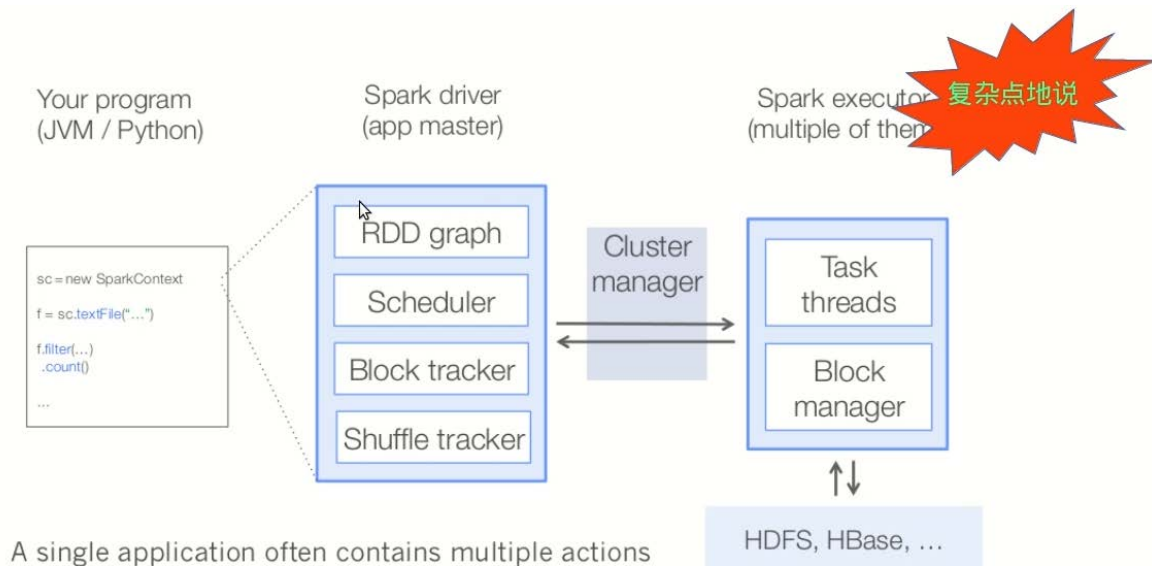 Your program
(JVM / Python)
Spark driver
(app master)
Spark executor
(multiple of them
复杂点地说
sc = new SparkContext
f = sc.textFile("…")
f.filter(…)
.count()
…
RDD graph
Scheduler
Block tracker
Shuffle tracker
Cluster
manager
Task
threads
Block
manager
HDFS, HBase, …
A single application often contains multiple actions